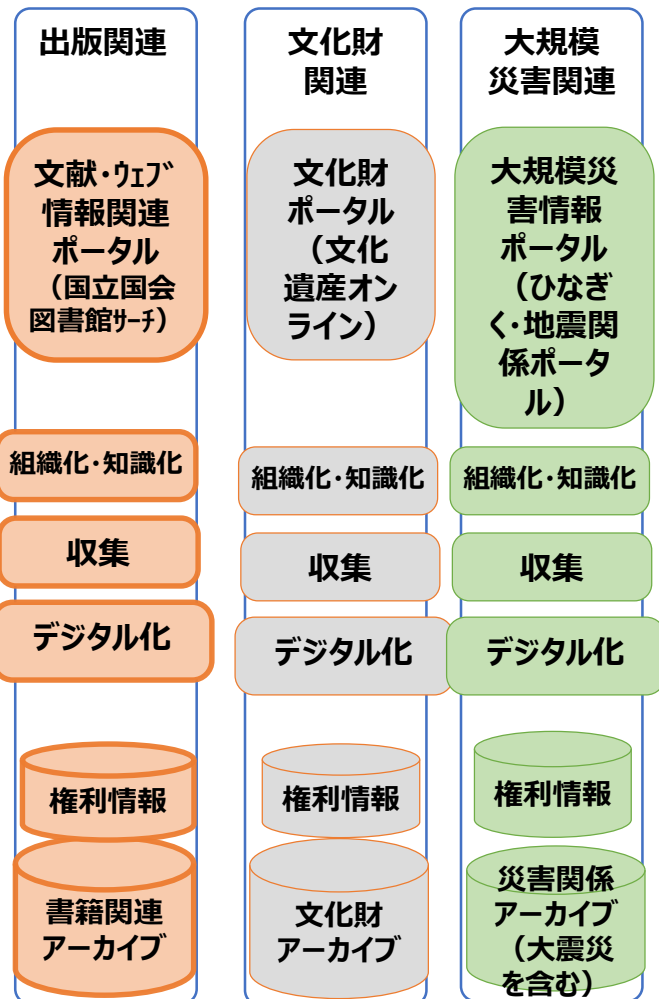 出版関連
文献・ｳｪﾌﾞ
情報関連
ポータル
（国立国会
図書館ｻｰﾁ）
組織化・知識化
収集
デジタル化
権利情報
書籍関連
アーカイブ
文化財
関連
文化財
ポータル
（文化
遺産オン
ライン）
組織化・知識化
収集
デジタル化
権利情報
文化財
アーカイブ
大規模
災害関連
大規模災
害情報
ポータル
（ひなぎ
く・地震関
係ポータ
ル）
組織化・知識化
収集
デジタル化
権利情報
災害関係
アーカイブ
（大震災
を含む）